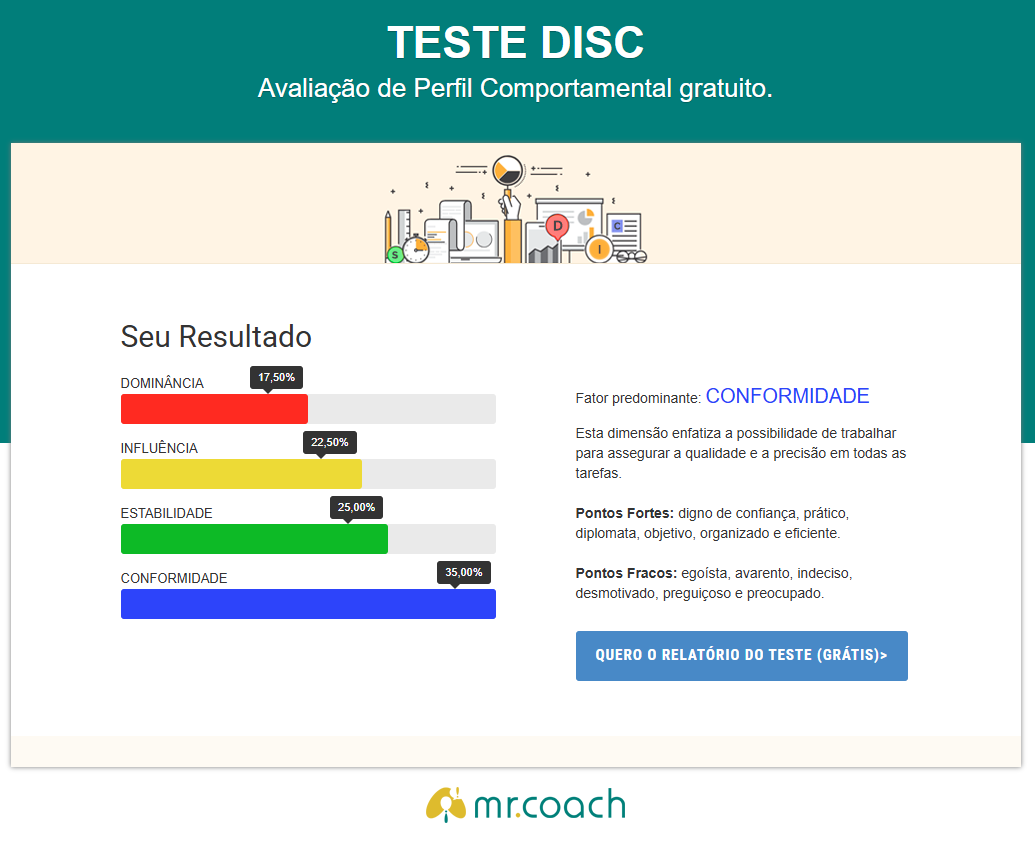 TESTE DISC
Avaliação de Perfil Comportamental gratuito.
D
C
S
I
Seu Resultado
DOMINÂNCIA
17,50%
INFLUÊNCIA
22,50%
ESTABILIDADE
25,00%
CONFORMIDADE
35,00%
Fator predominante: CONFORMIDADE
Esta dimensão enfatiza a possibilidade de trabalhar
para assegurar a qualidade e a precisão em todas as
tarefas.
Pontos Fortes: digno de confiança, prático,
diplomata, objetivo, organizado e eficiente.
Pontos Fracos: egoísta, avarento, indeciso,
desmotivado, preguiçoso e preocupado.
QUERO O RELATÓRIO DO TESTE (GRÁTIS)>
mr.coach